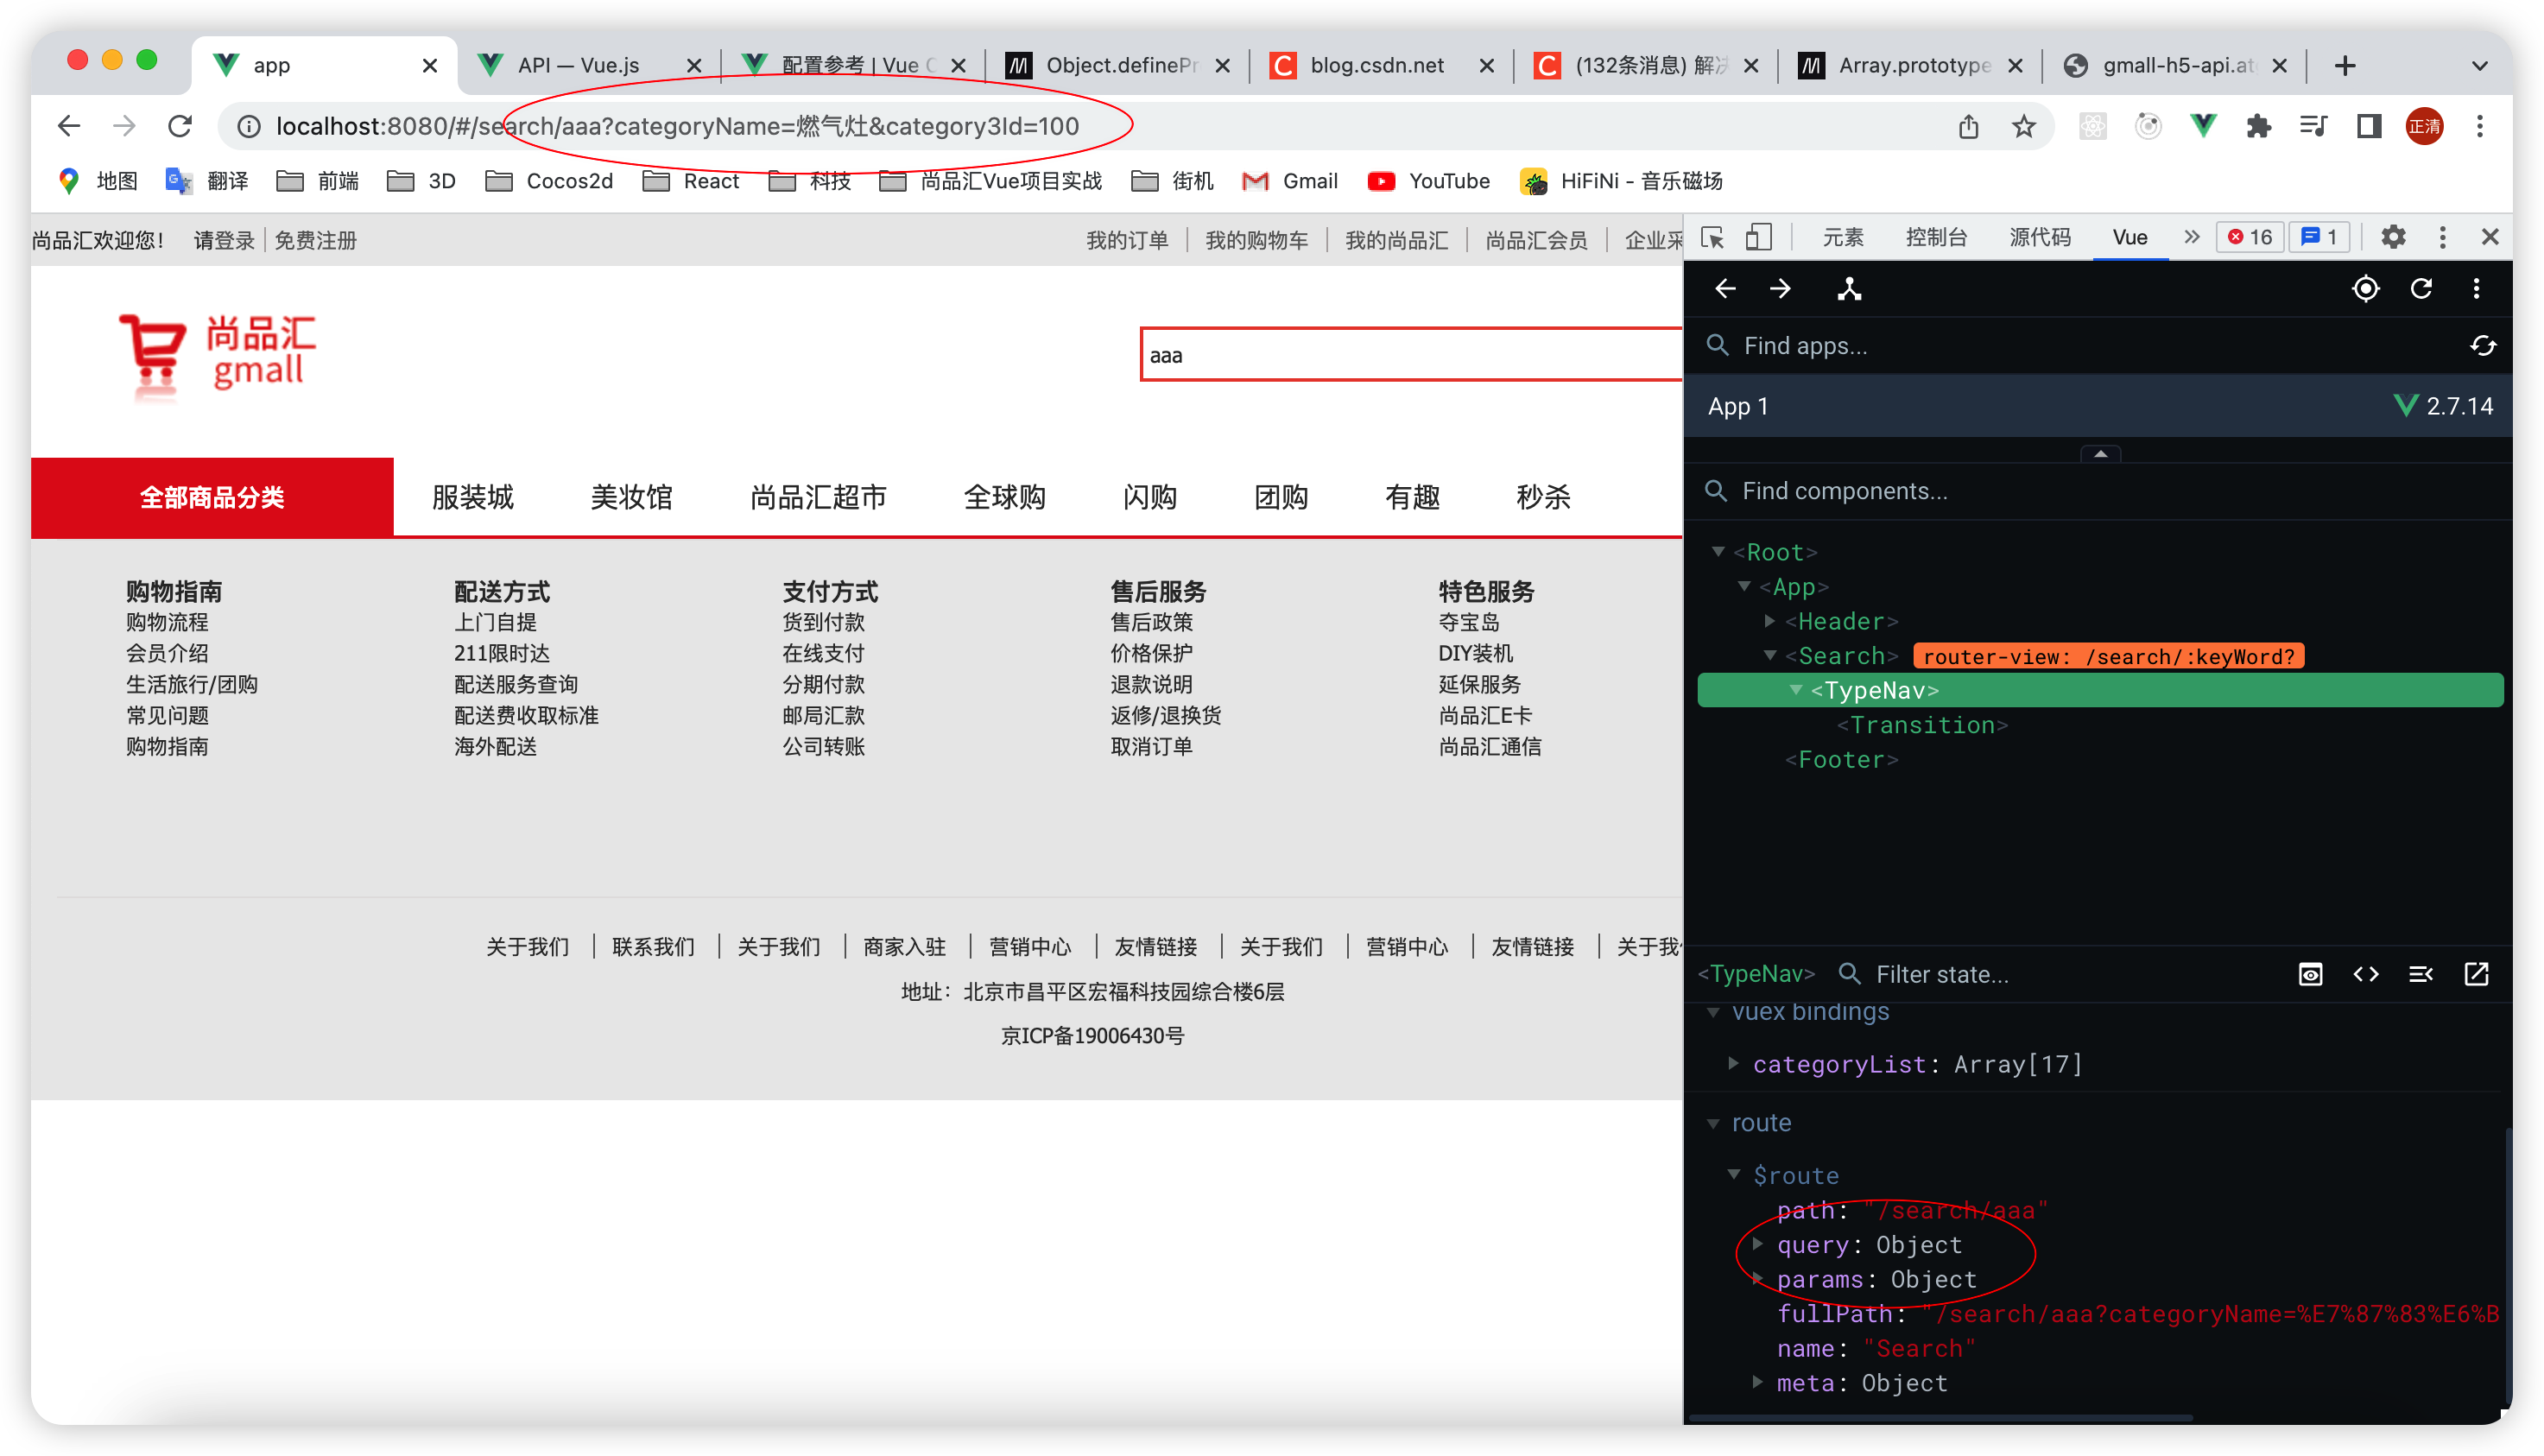 app
API — Vue.js
配置参考 | Vue C
Object.definePr
blog.csdn.net
(132条消息) 解决
Array.prototype
gmall-h5-api.at
localhost:8080/#/search/aaa?categoryName=燃气灶&category3Id=100
正清
地图 翻译 前端 3D Cocos2d React 科技 尚品汇Vue项目实战 街机 Gmail YouTube HiFiNi - 音乐磁场
尚品汇欢迎您! 请登录 免费注册
我的订单 我的购物车 我的尚品汇 尚品汇会员 企业采
尚品汇
gmall
aaa
全部商品分类 服装城 美妆馆 尚品汇超市 全球购 闪购 团购 有趣 秒杀
购物指南
购物流程
会员介绍
生活旅行/团购
常见问题
购物指南
配送方式
上门自提
211限时达
配送服务查询
配送费收取标准
海外配送
支付方式
货到付款
在线支付
分期付款
邮局汇款
公司转账
售后服务
售后政策
价格保护
退款说明
返修/退换货
取消订单
特色服务
夺宝岛
DIY装机
延保服务
尚品汇E卡
尚品汇通信
关于我们 联系我们 关于我们 商家入驻 营销中心 友情链接 关于我们 营销中心 友情链接 关于我
地址：北京市昌平区宏福科技园综合楼6层
京ICP备19006430号
元素 控制台 源代码 Vue 16 1
Find apps...
App 1 2.7.14
Find components...
<Root>
<App>
<Header>
<Search> router-view: /search/:keyWord?
<TypeNav>
<Transition>
<Footer>
<TypeNav> Filter state...
vuex bindings
categoryList: Array[17]
route
$route
path: "/search/aaa"
query: Object
params: Object
fullPath: "/search/aaa?categoryName=%E7%87%83%E6%B
name: "Search"
meta: Object